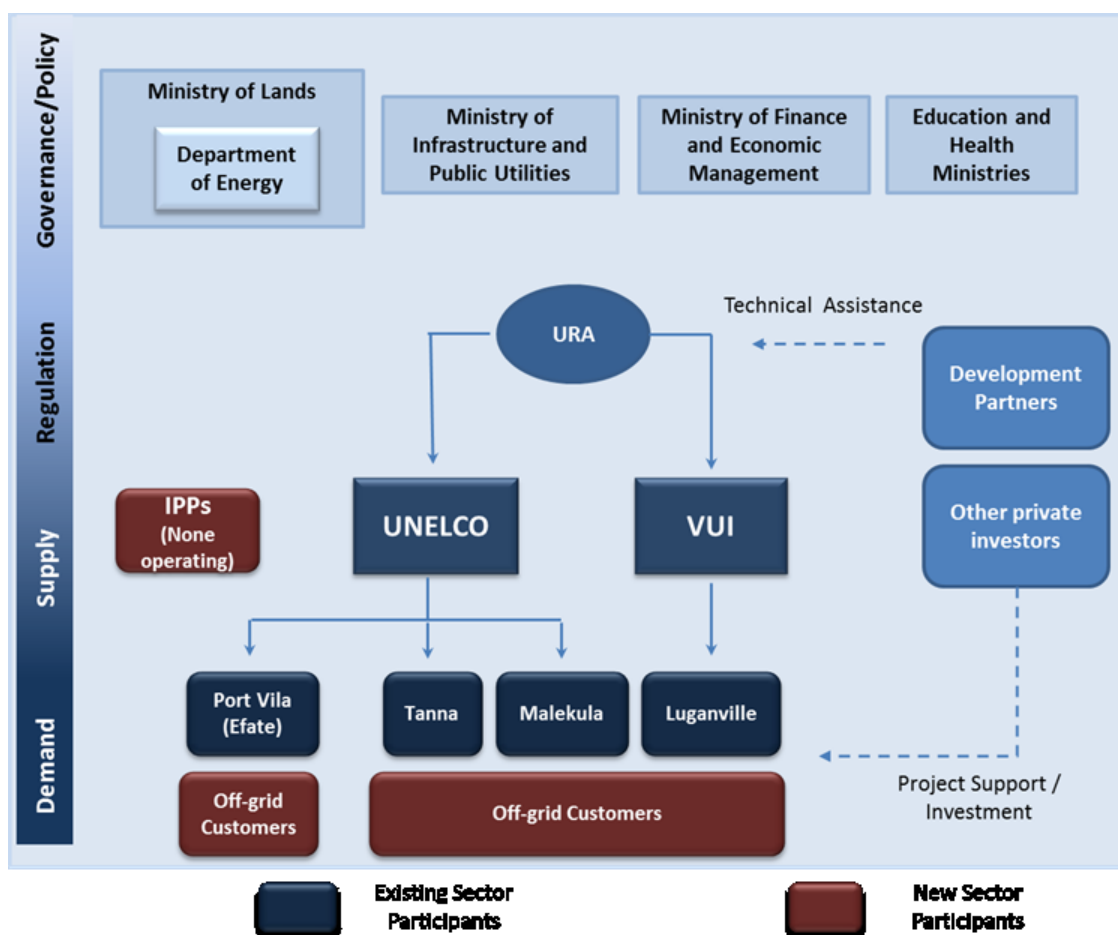 Governance/Policy
Ministry of Lands
Department
of Energy
Ministry of
Infrastructure and
Public Utilities
Ministry of Finance
and Economic
Management
Education and
Health
Ministries
Regulation
URA
Technical Assistance
Development
Partners
Supply
IPPs
(None
operating)
UNELCO
VUI
Other private
investors
Demand
Port Vila
(Efate)
Tanna
Malekula
Luganville
Off-grid
Customers
Off-grid Customers
Project Support /
Investment
Existing Sector
Participants
New Sector
Participants